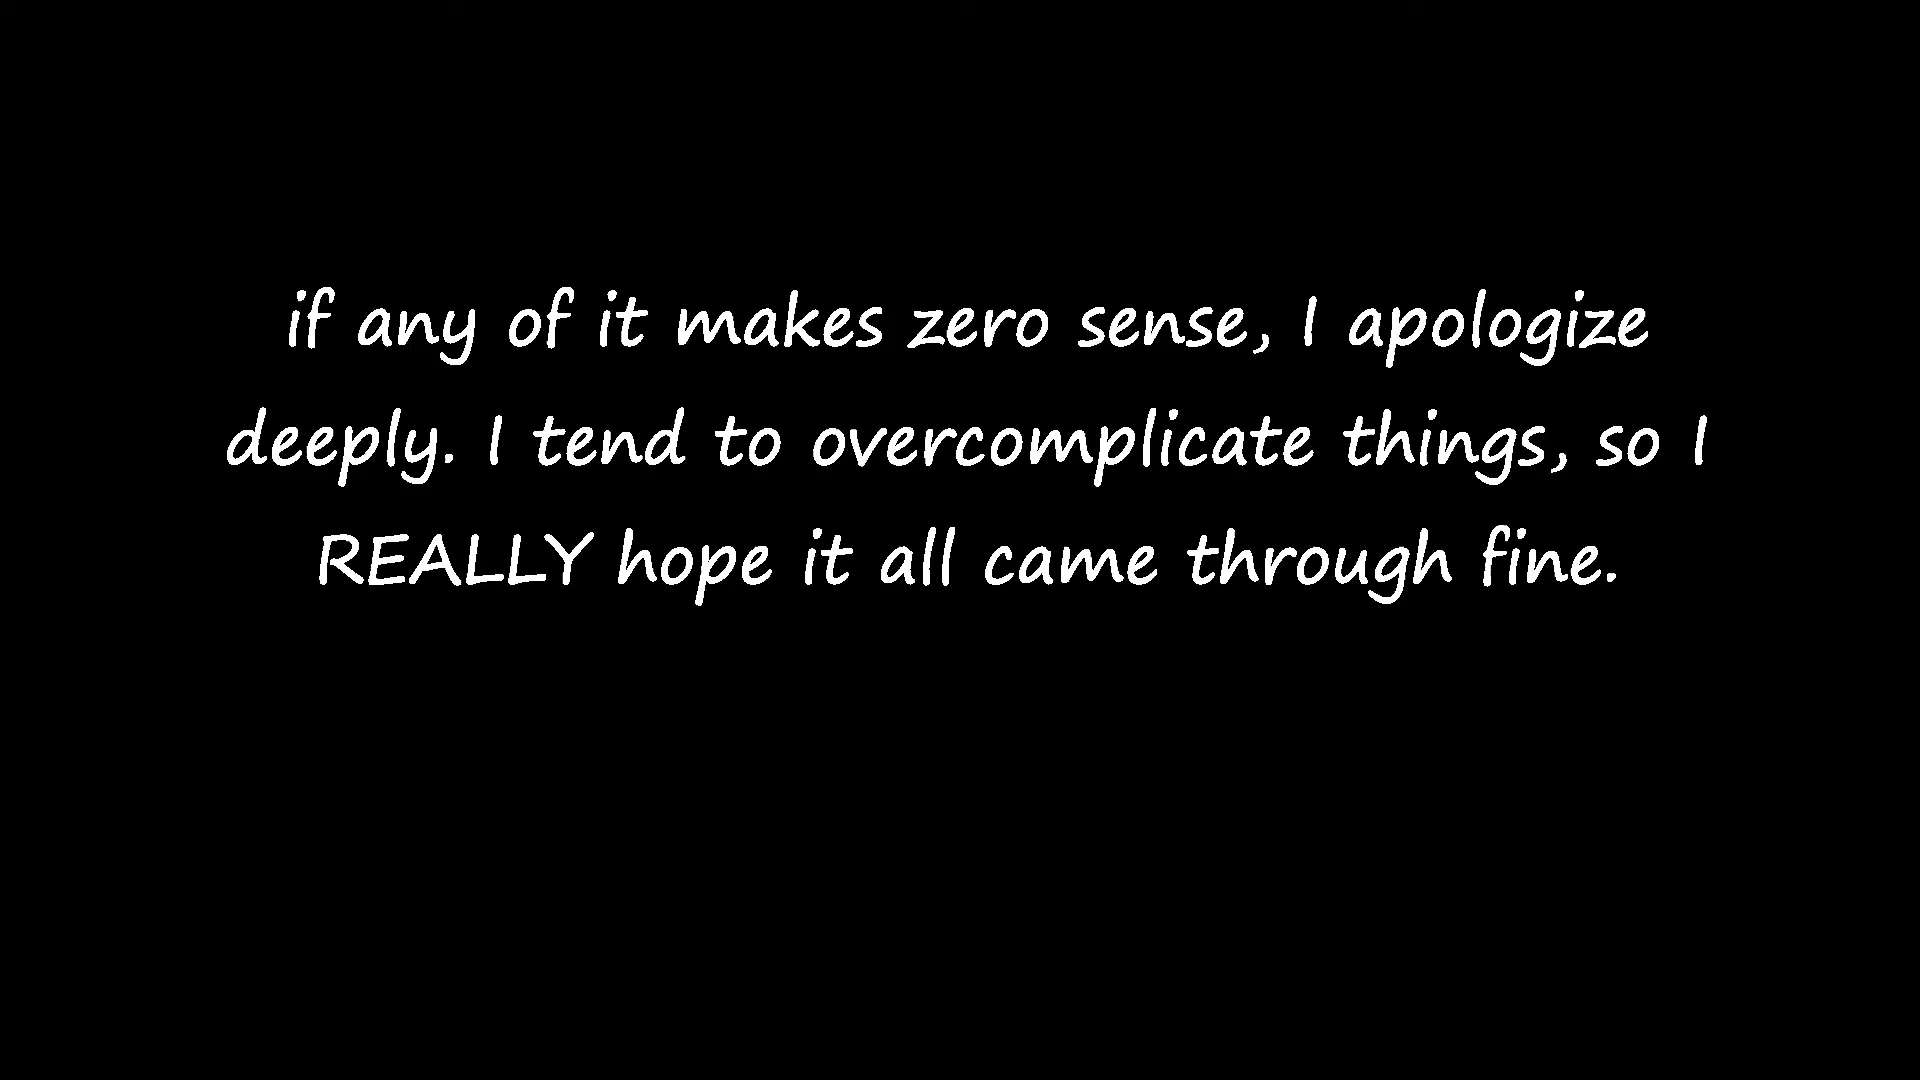 if any of it makes zero sense, I apologize
deeply. I tend to overcomplicate things, so I
REALLY hope it all came through fine.